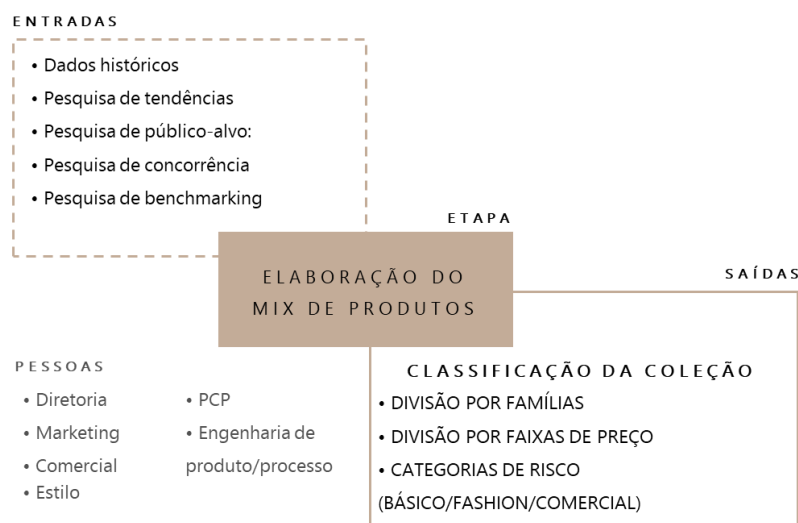 ENTRADAS
• Dados históricos
• Pesquisa de tendências
• Pesquisa de público-alvo:
• Pesquisa de concorrência
• Pesquisa de benchmarking
ETAPA
ELABORAÇÃO DO
MIX DE PRODUTOS
SAÍDAS
PESSOAS
• Diretoria
• Marketing
• Comercial
• Estilo
• PCP
• Engenharia de
produto/processo
CLASSIFICAÇÃO DA COLEÇÃO
• DIVISÃO POR FAMÍLIAS
• DIVISÃO POR FAIXAS DE PREÇO
• CATEGORIAS DE RISCO
(BÁSICO/FASHION/COMERCIAL)